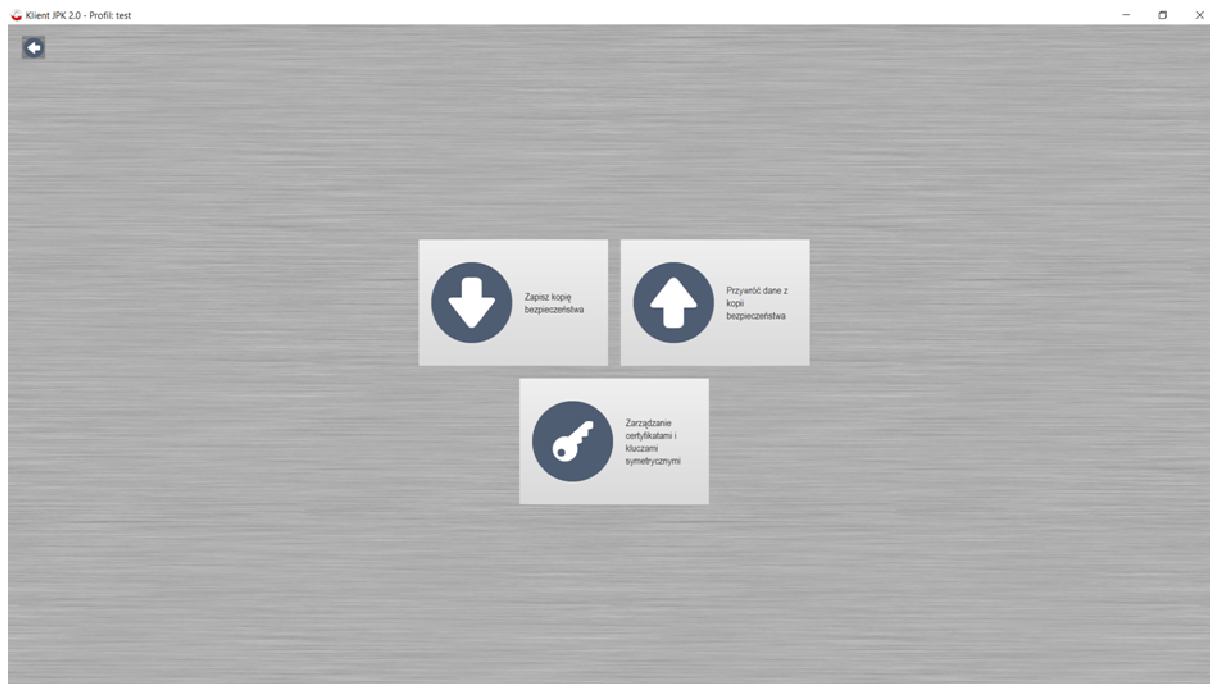 Klient JPK 2.0 - Profil: test
Zapisz kopię
bezpieczeństwa
Przywróć dane z
kopii
bezpieczeństwa
Zarządzanie
certyfikatami i
kluczami
symetrycznymi